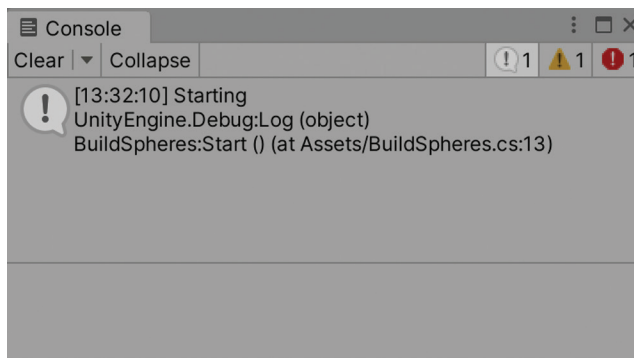 Console
Clear Collapse 1 1 1
[13:32:10] Starting
UnityEngine.Debug:Log (object)
BuildSpheres:Start () (at Assets/BuildSpheres.cs:13)